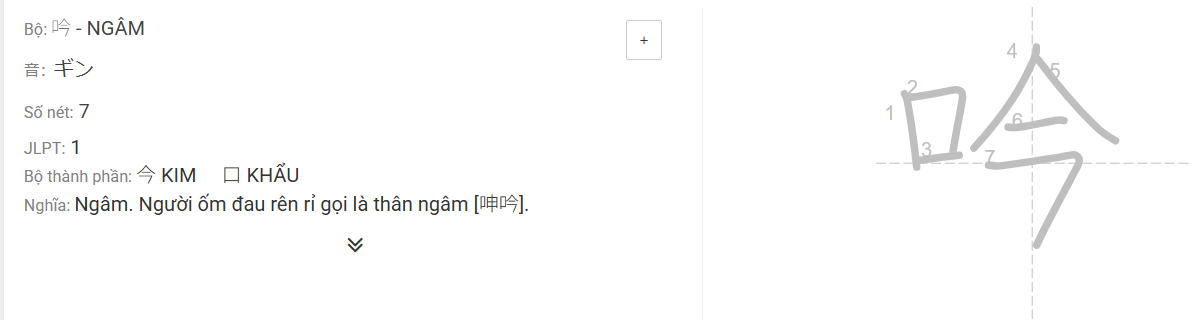 Bộ: 吟 - NGÂM
+
音: ギン
Số nét: 7
JLPT: 1
Bộ thành phần: 今 KIM 口 KHẨU
Nghĩa: Ngâm. Người ốm đau rên rỉ gọi là thân ngâm [呻吟].
吟
1
2
3
4
5
6
7